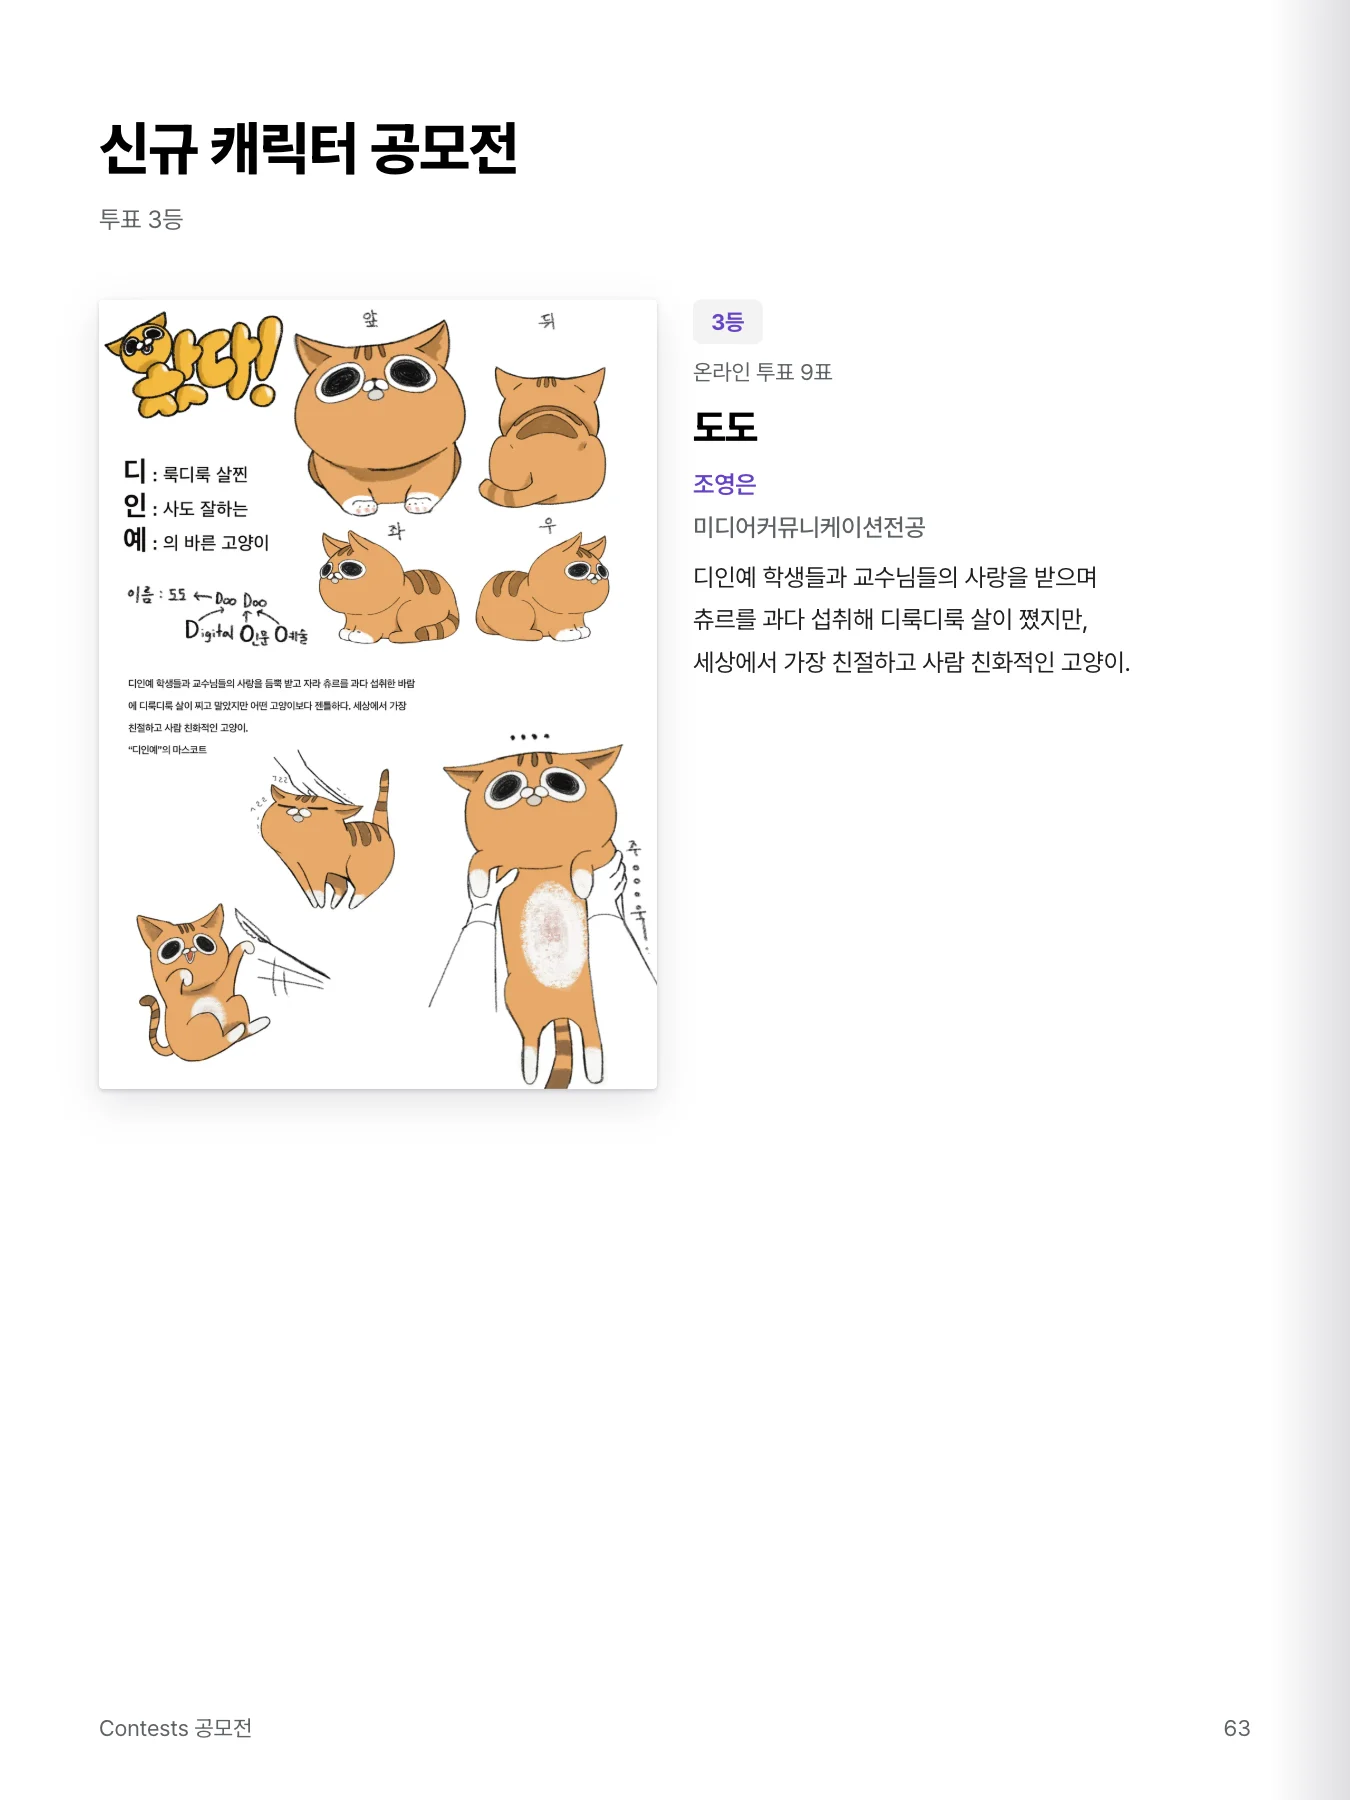 신규 캐릭터 공모전
투표 3등
왔다!
앞
뒤
좌
우
디 : 룩디룩 살찐
인 : 사도 잘하는
예 : 의 바른 고양이
이름 : 도도 ← Doo Doo
Digital 인문 예술
디인예 학생들과 교수님들의 사랑을 듬뿍 받고 자라 츄르를 과다 섭취한 바람
에 디룩디룩 살이 찌고 말았지만 어떤 고양이보다 젠틀하다. 세상에서 가장
친절하고 사람 친화적인 고양이.
“디인예”의 마스코트
3등
온라인 투표 9표
도도
조영은
미디어커뮤니케이션전공
디인예 학생들과 교수님들의 사랑을 받으며
츄르를 과다 섭취해 디룩디룩 살이 쪘지만,
세상에서 가장 친절하고 사람 친화적인 고양이.
Contests 공모전
63